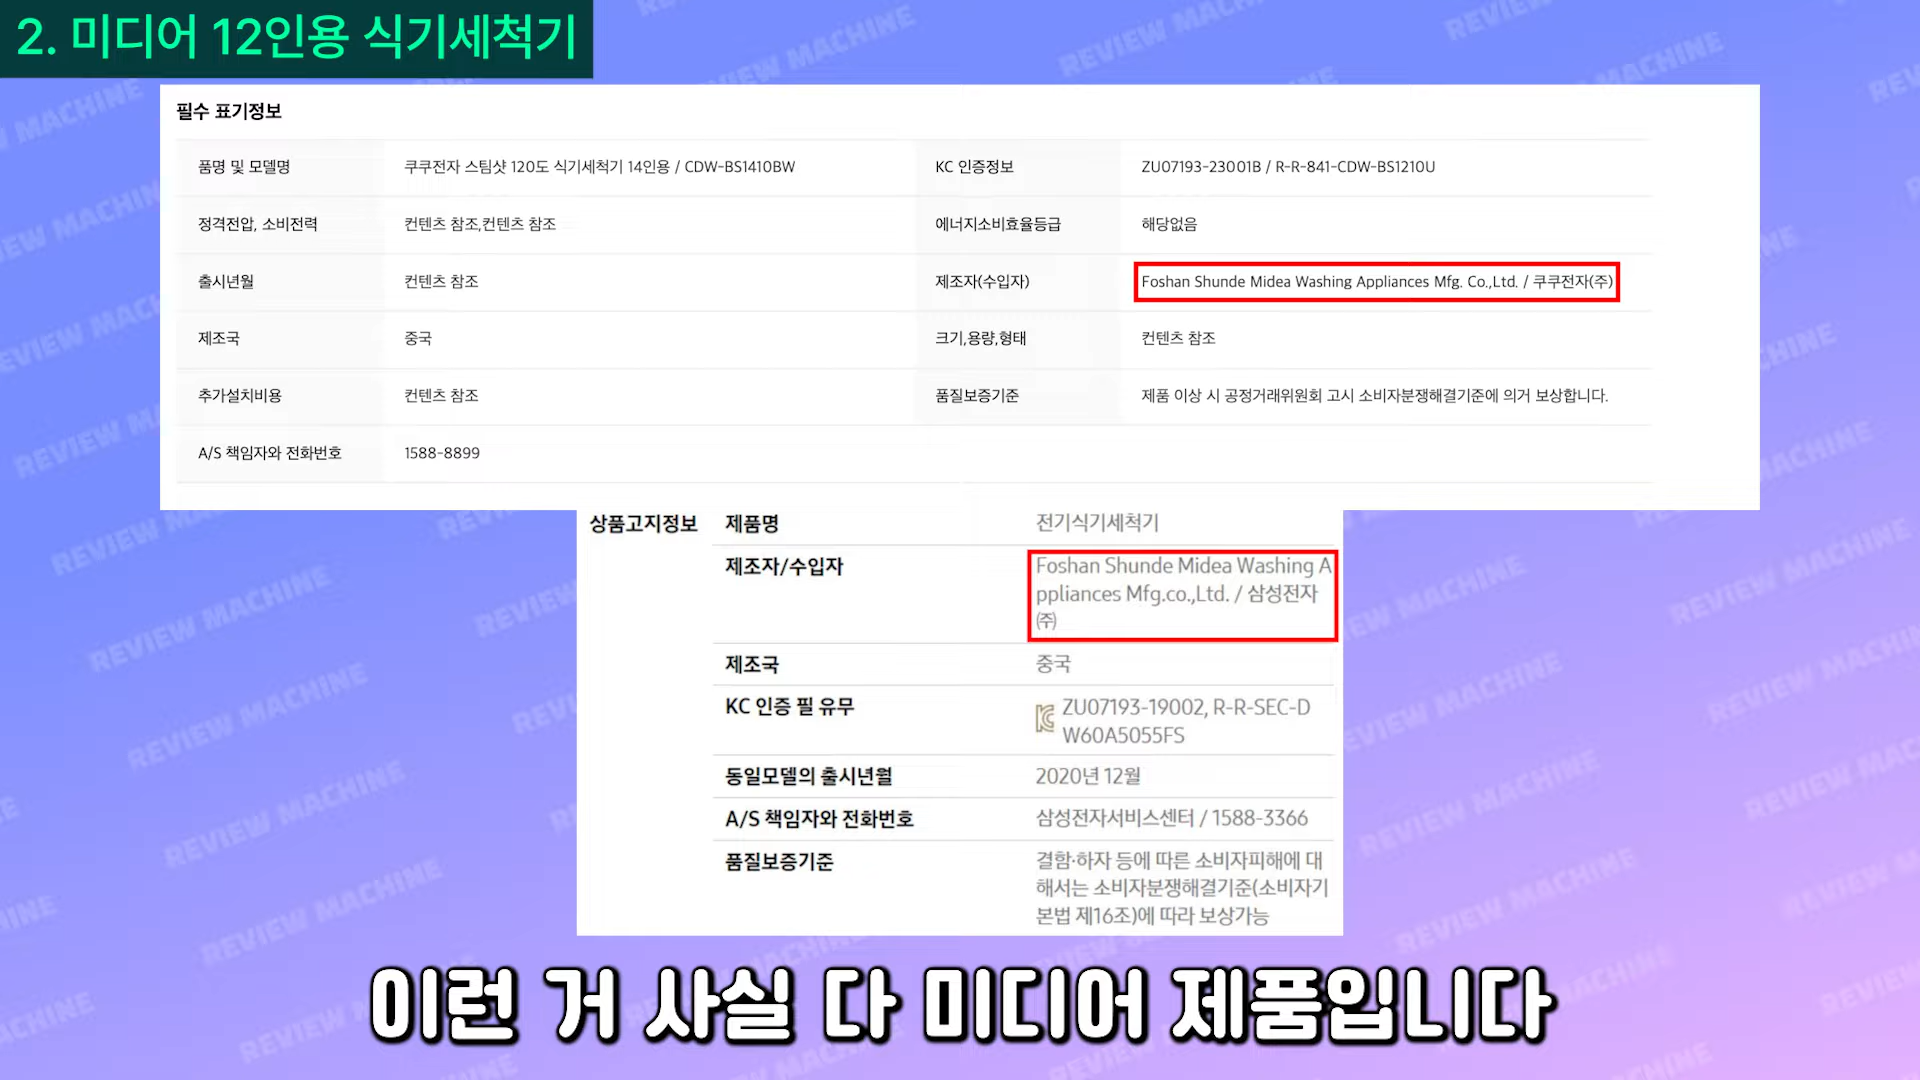 2. 미디어 12인용 식기세척기
필수 표기정보
품명 및 모델명 쿠쿠전자 스팀샷 120도 식기세척기 14인용 / CDW-BS1410BW KC 인증정보 ZU07193-23001B / R-R-841-CDW-BS1210U
정격전압, 소비전력 컨텐츠 참조,컨텐츠 참조 에너지소비효율등급 해당없음
출시년월 컨텐츠 참조 제조자(수입자) Foshan Shunde Midea Washing Appliances Mfg. Co.,Ltd. / 쿠쿠전자(주)
제조국 중국 크기,용량,형태 컨텐츠 참조
추가설치비용 컨텐츠 참조 품질보증기준 제품 이상 시 공정거래위원회 고시 소비자분쟁해결기준에 의거 보상합니다.
A/S 책임자와 전화번호 1588-8899
상품고지정보 제품명 전기식기세척기
제조자/수입자 Foshan Shunde Midea Washing A
ppliances Mfg.co.,Ltd. / 삼성전자
㈜
제조국 중국
KC 인증 필 유무 ZU07193-19002, R-R-SEC-D
W60A5055FS
동일모델의 출시년월 2020년 12월
A/S 책임자와 전화번호 삼성전자서비스센터 / 1588-3366
품질보증기준 결함·하자 등에 따른 소비자피해에 대
해서는 소비자분쟁해결기준(소비자기
본법 제16조)에 따라 보상가능
이런 거 사실 다 미디어 제품입니다
REVIEW MACHINE